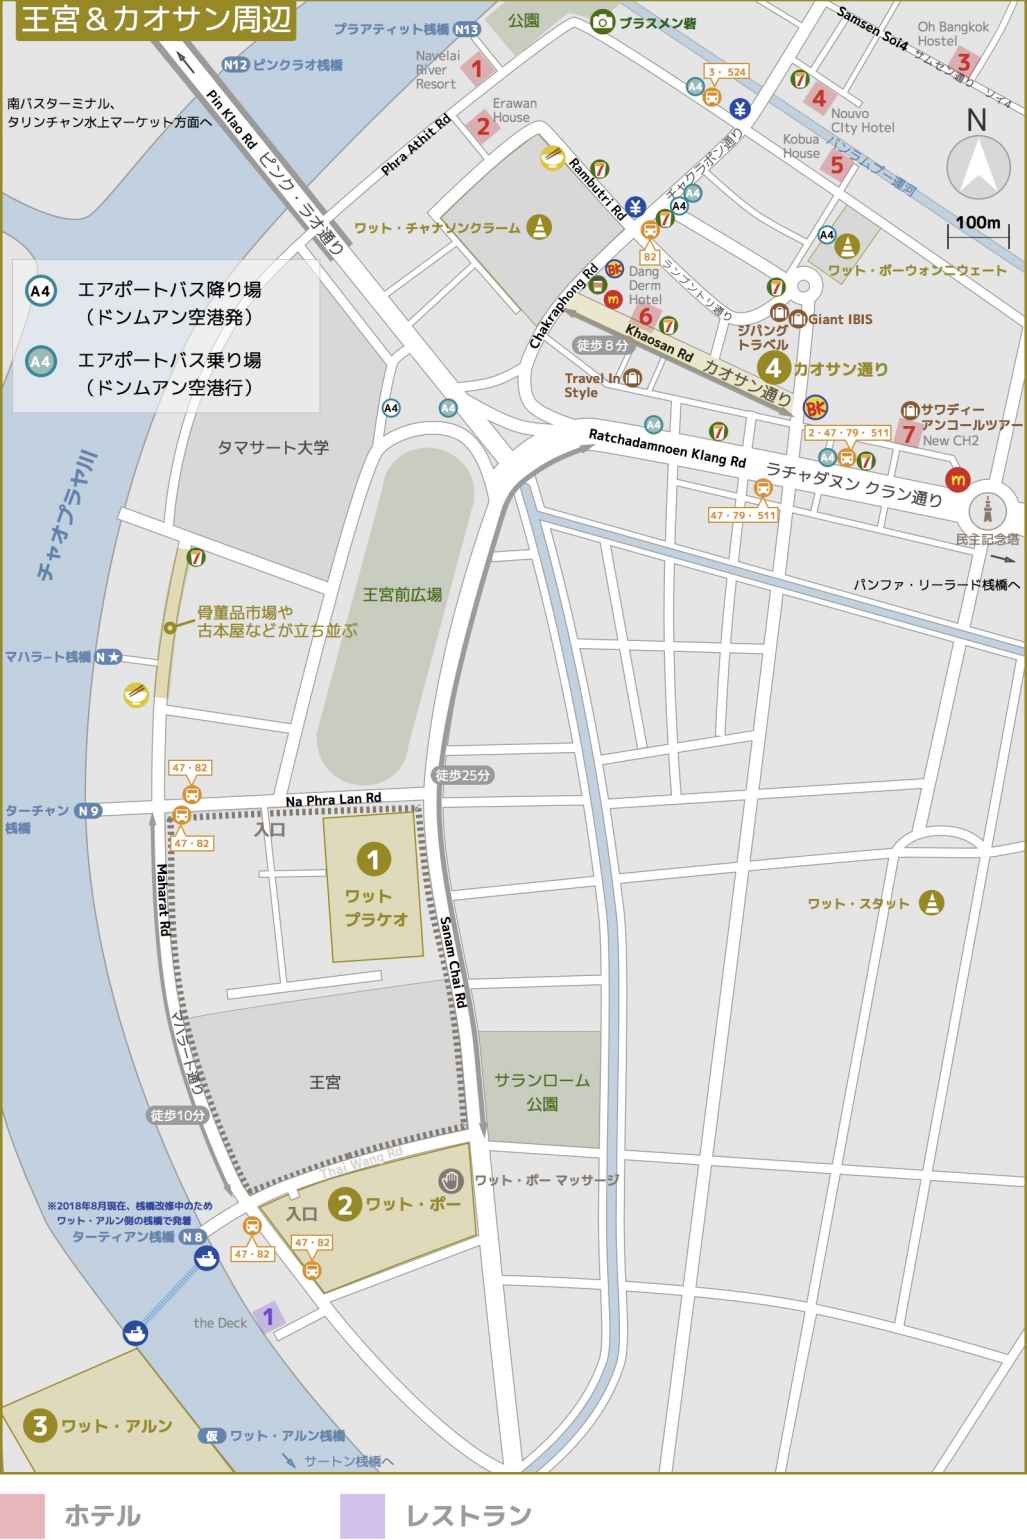 王宮＆カオサン周辺
公園
プラスメン砦
プラアティット桟橋 N13
Navelai
River
Resort
1
N12 ピンクラオ桟橋
南バスターミナル、
タリンチャン水上マーケット方面へ
Pin Klao Rd ピンク・ラオ通り
Phra Athit Rd
Erawan
House
2
3・524
A4
¥
Samsen Soi4 サムセン通り ソイ4
Oh Bangkok
Hostel
3
7
4
Nouvo
CIty Hotel
Kobua
House
5
バンランプー運河
N
100m
チャクラポン通り
Rambutri Rd
7
¥
7
A4
A4
82
ランブントリ通り
ワット・チャナソンクラーム
A4
ワット・ボーウォンニウェート
A4
エアポートバス降り場
（ドンムアン空港発）
A4
エアポートバス乗り場
（ドンムアン空港行）
BK
m
Dang
Derm
Hotel
6
7
Chakraphong Rd
Khaosan Rd カオサン通り
徒歩8分
7
ジパング
トラベル
Giant IBIS
4 カオサン通り
Travel In
Style
BK
サワディー
アンコールツアー
7
New CH2
A4
A4
A4
7
2・47・79・511
A4
7
m
Ratchadamnoen Klang Rd ラチャダヌン クラン通り
47・79・511
民主記念塔
パンファ・リーラード桟橋へ
タマサート大学
チャオプラヤ川
7
王宮前広場
骨董品市場や
古本屋などが立ち並ぶ
マハラート桟橋 N★
47・82
徒歩25分
ターチャン N9
桟橋
Na Phra Lan Rd
47・82
入口
1
ワット
プラケオ
Maharat Rd
マハラート通り
Sanam Chai Rd
ワット・スタット
王宮
サランローム
公園
徒歩10分
Thai Wang Rd
ワット・ポー マッサージ
入口
2 ワット・ポー
※2018年8月現在、桟橋改修中のため
ワット・アルン側の桟橋で発着
ターティアン桟橋 N8
47・82
47・82
the Deck
1
3 ワット・アルン
仮 ワット・アルン桟橋
サートン桟橋へ
ホテル
レストラン